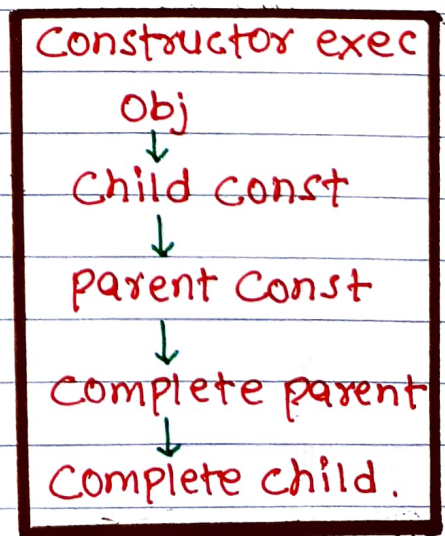 Constructor exec
Obj
Child const
parent Const
Complete parent
Complete child.